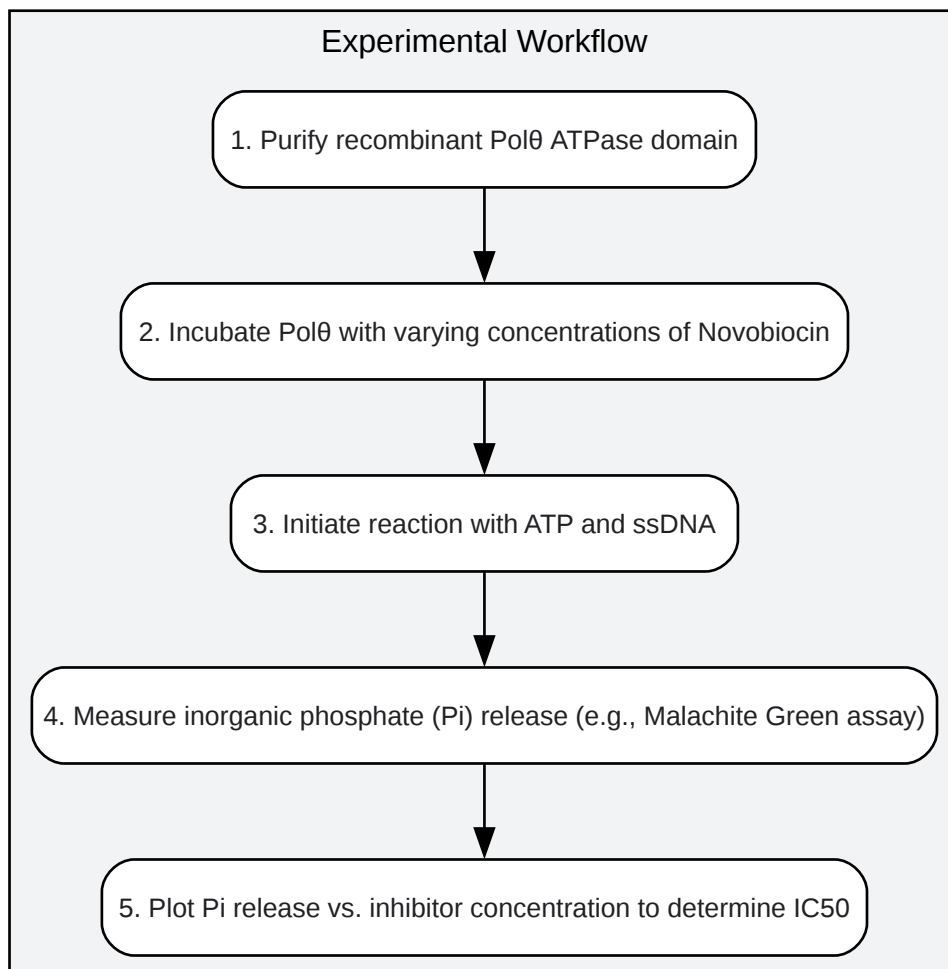 Experimental Workflow
1. Purify recombinant Polθ ATPase domain
2. Incubate Polθ with varying concentrations of Novobiocin
3. Initiate reaction with ATP and ssDNA
4. Measure inorganic phosphate (Pi) release (e.g., Malachite Green assay)
5. Plot Pi release vs. inhibitor concentration to determine IC50